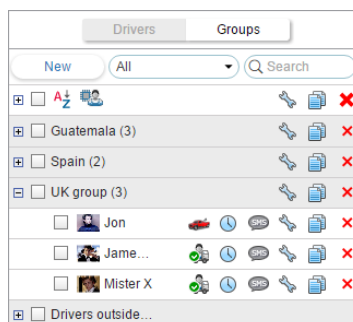 Drivers Groups
New All Search
A Z
Guatemala (3)
Spain (2)
UK group (3)
Jon SMS
Jame... SMS
Mister X SMS
Drivers outside...